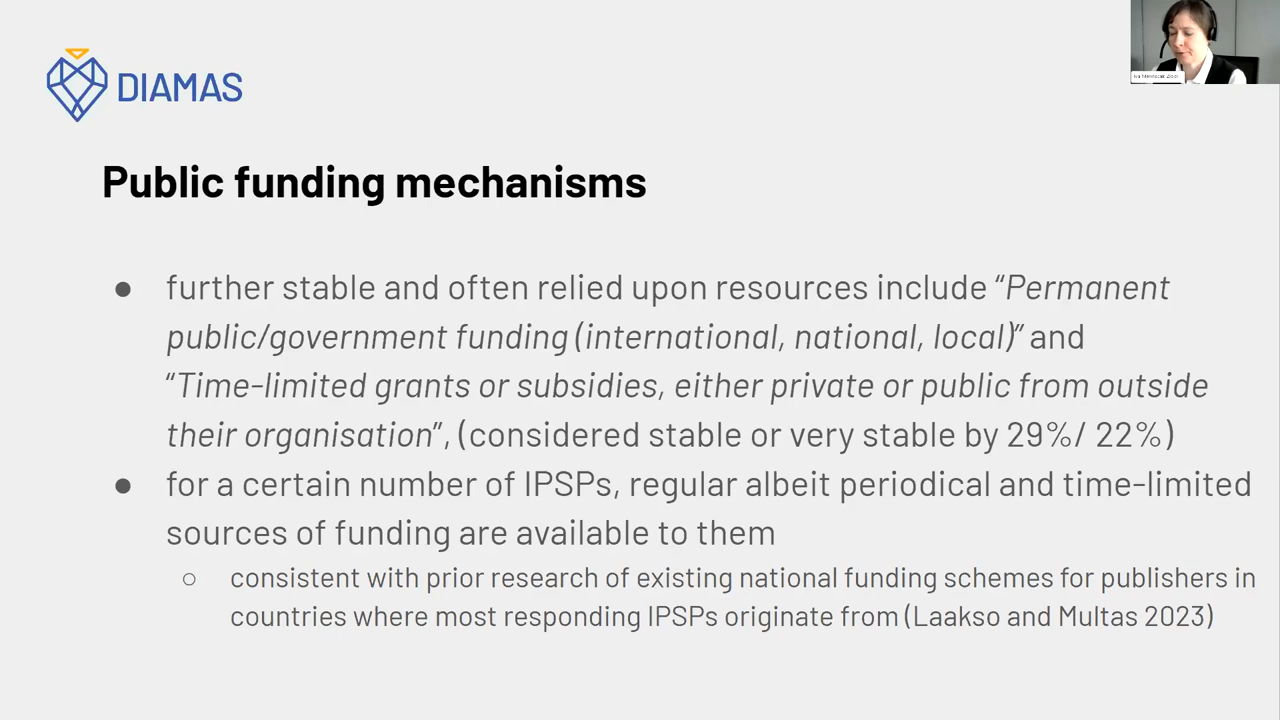 DIAMAS
Public funding mechanisms
● further stable and often relied upon resources include “Permanent
public/government funding (international, national, local)” and
“Time-limited grants or subsidies, either private or public from outside
their organisation”, (considered stable or very stable by 29%/ 22%)
● for a certain number of IPSPs, regular albeit periodical and time-limited
sources of funding are available to them
○ consistent with prior research of existing national funding schemes for publishers in
countries where most responding IPSPs originate from (Laakso and Multas 2023)